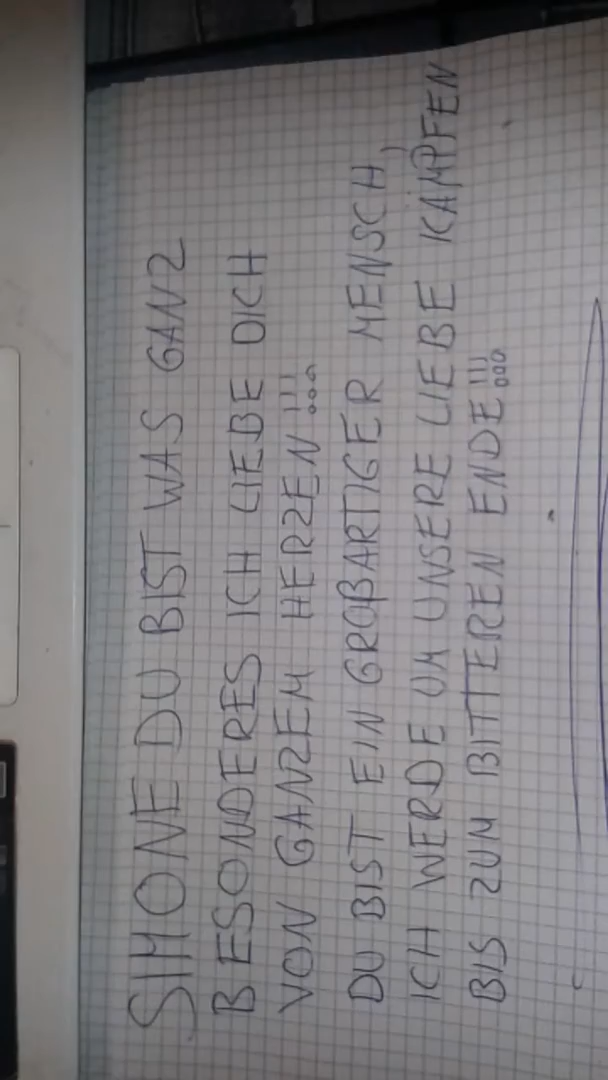 SIMONE DU BIST WAS GANZ
BESONDERES ICH LIEBE DICH
VON GANZEM HERZEN!!!
DU BIST EIN GROßARTIGER MENSCH,
ICH WERDE UM UNSERE LIEBE KÄMPFEN
BIS ZUM BITTEREN ENDE!!!